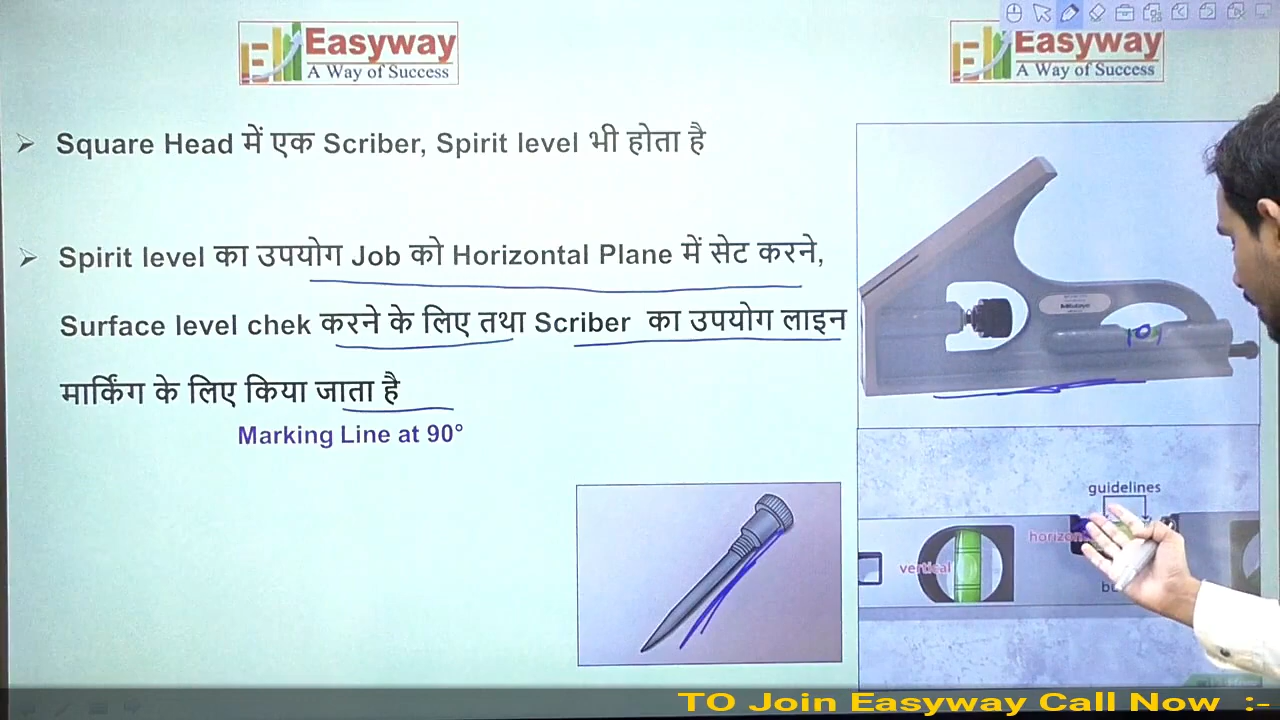 Easyway
A Way of Success
Easyway
A Way of Success
Square Head में एक Scriber, Spirit level भी होता है
Spirit level का उपयोग Job को Horizontal Plane में सेट करने,
Surface level chek करने के लिए तथा Scriber का उपयोग लाइन
मार्किंग के लिए किया जाता है
Marking Line at 90°
guidelines
vertical
TO Join Easyway Call Now :-